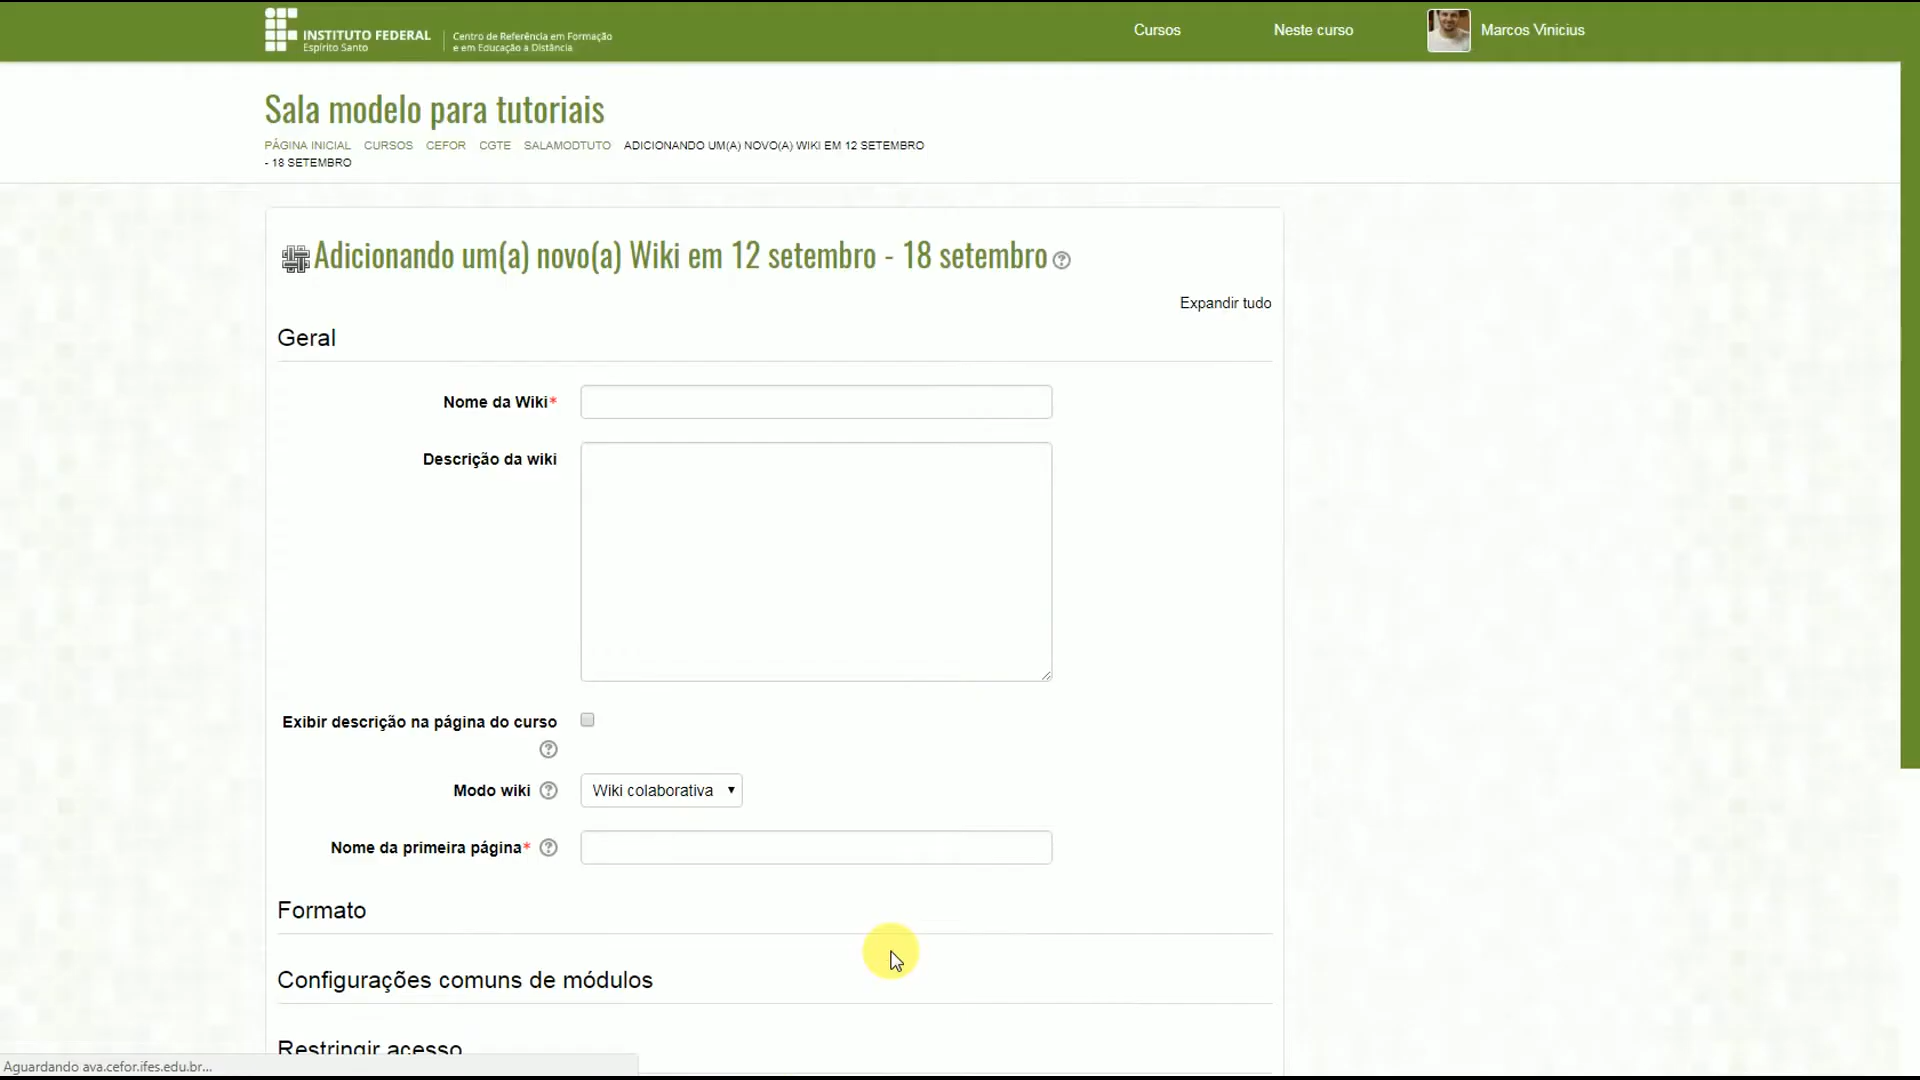 INSTITUTO FEDERAL
Espírito Santo
Centro de Referência em Formação
e em Educação a Distância
Cursos
Neste curso
Marcos Vinicius
Sala modelo para tutoriais
PÁGINA INICIAL CURSOS CEFOR CGTE SALAMODTUTO ADICIONANDO UM(A) NOVO(A) WIKI EM 12 SETEMBRO
- 18 SETEMBRO
Adicionando um(a) novo(a) Wiki em 12 setembro - 18 setembro
Expandir tudo
Geral
Nome da Wiki*
Descrição da wiki
Exibir descrição na página do curso
Modo wiki
Wiki colaborativa
Nome da primeira página*
Formato
Configurações comuns de módulos
Restringir acesso
Aguardando ava.cefor.ifes.edu.br...